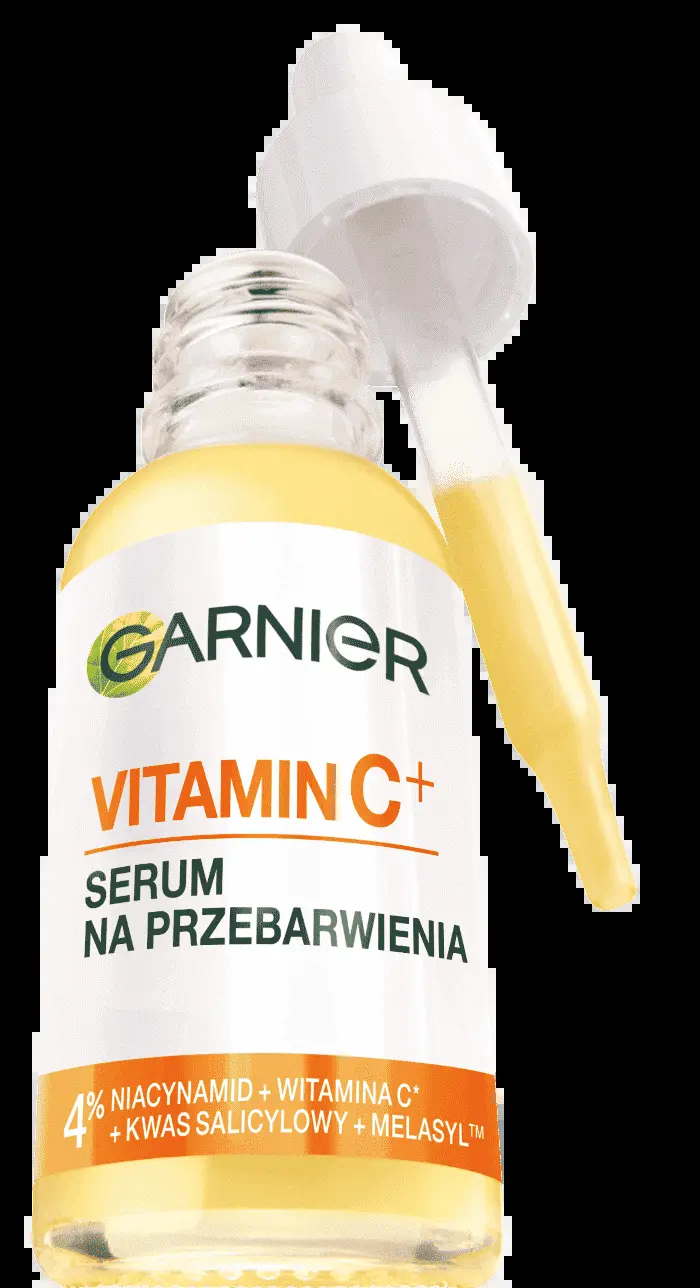 GARNIER
VITAMIN C+
SERUM
NA PRZEBARWIENIA
4% NIACYNAMID + WITAMINA C*
+ KWAS SALICYLOWY + MELASYL™